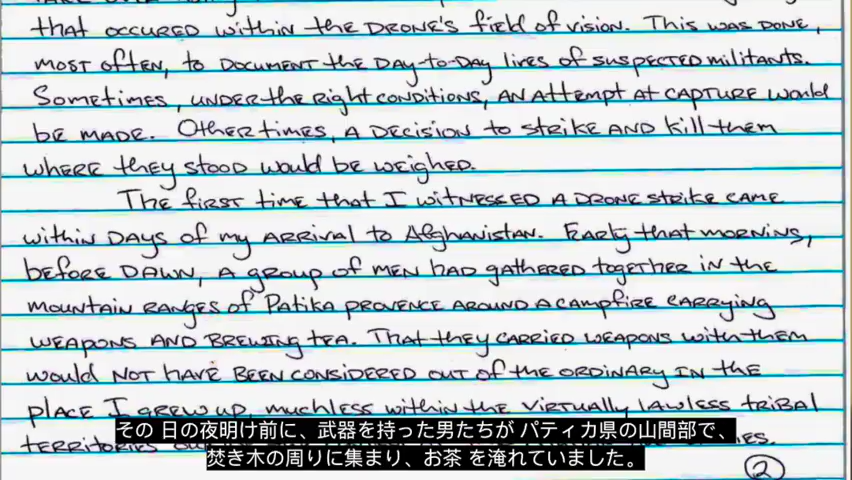 that occured within the DRONE's field of vision. This was done,
most often, to document the day-to-day lives of suspected militants.
Sometimes, under the right conditions, an attempt at capture would
be made. Other times, a decision to strike and kill them
where they stood would be weighed.
The first time that I witnessed a drone strike came
within days of my arrival to Afghanistan. Early that morning,
before dawn, a group of men had gathered together in the
mountain ranges of Patika provence around a campfire carrying
weapons and brewing tea. That they carried weapons with them
would not have been considered out of the ordinary in the
place I grew up, muchless within the virtually lawless tribal
territories
その 日の夜明け前に、武器を持った男たちが パティカ県の山間部で、
焚き木の周りに集まり、お茶 を淹れていました。
2